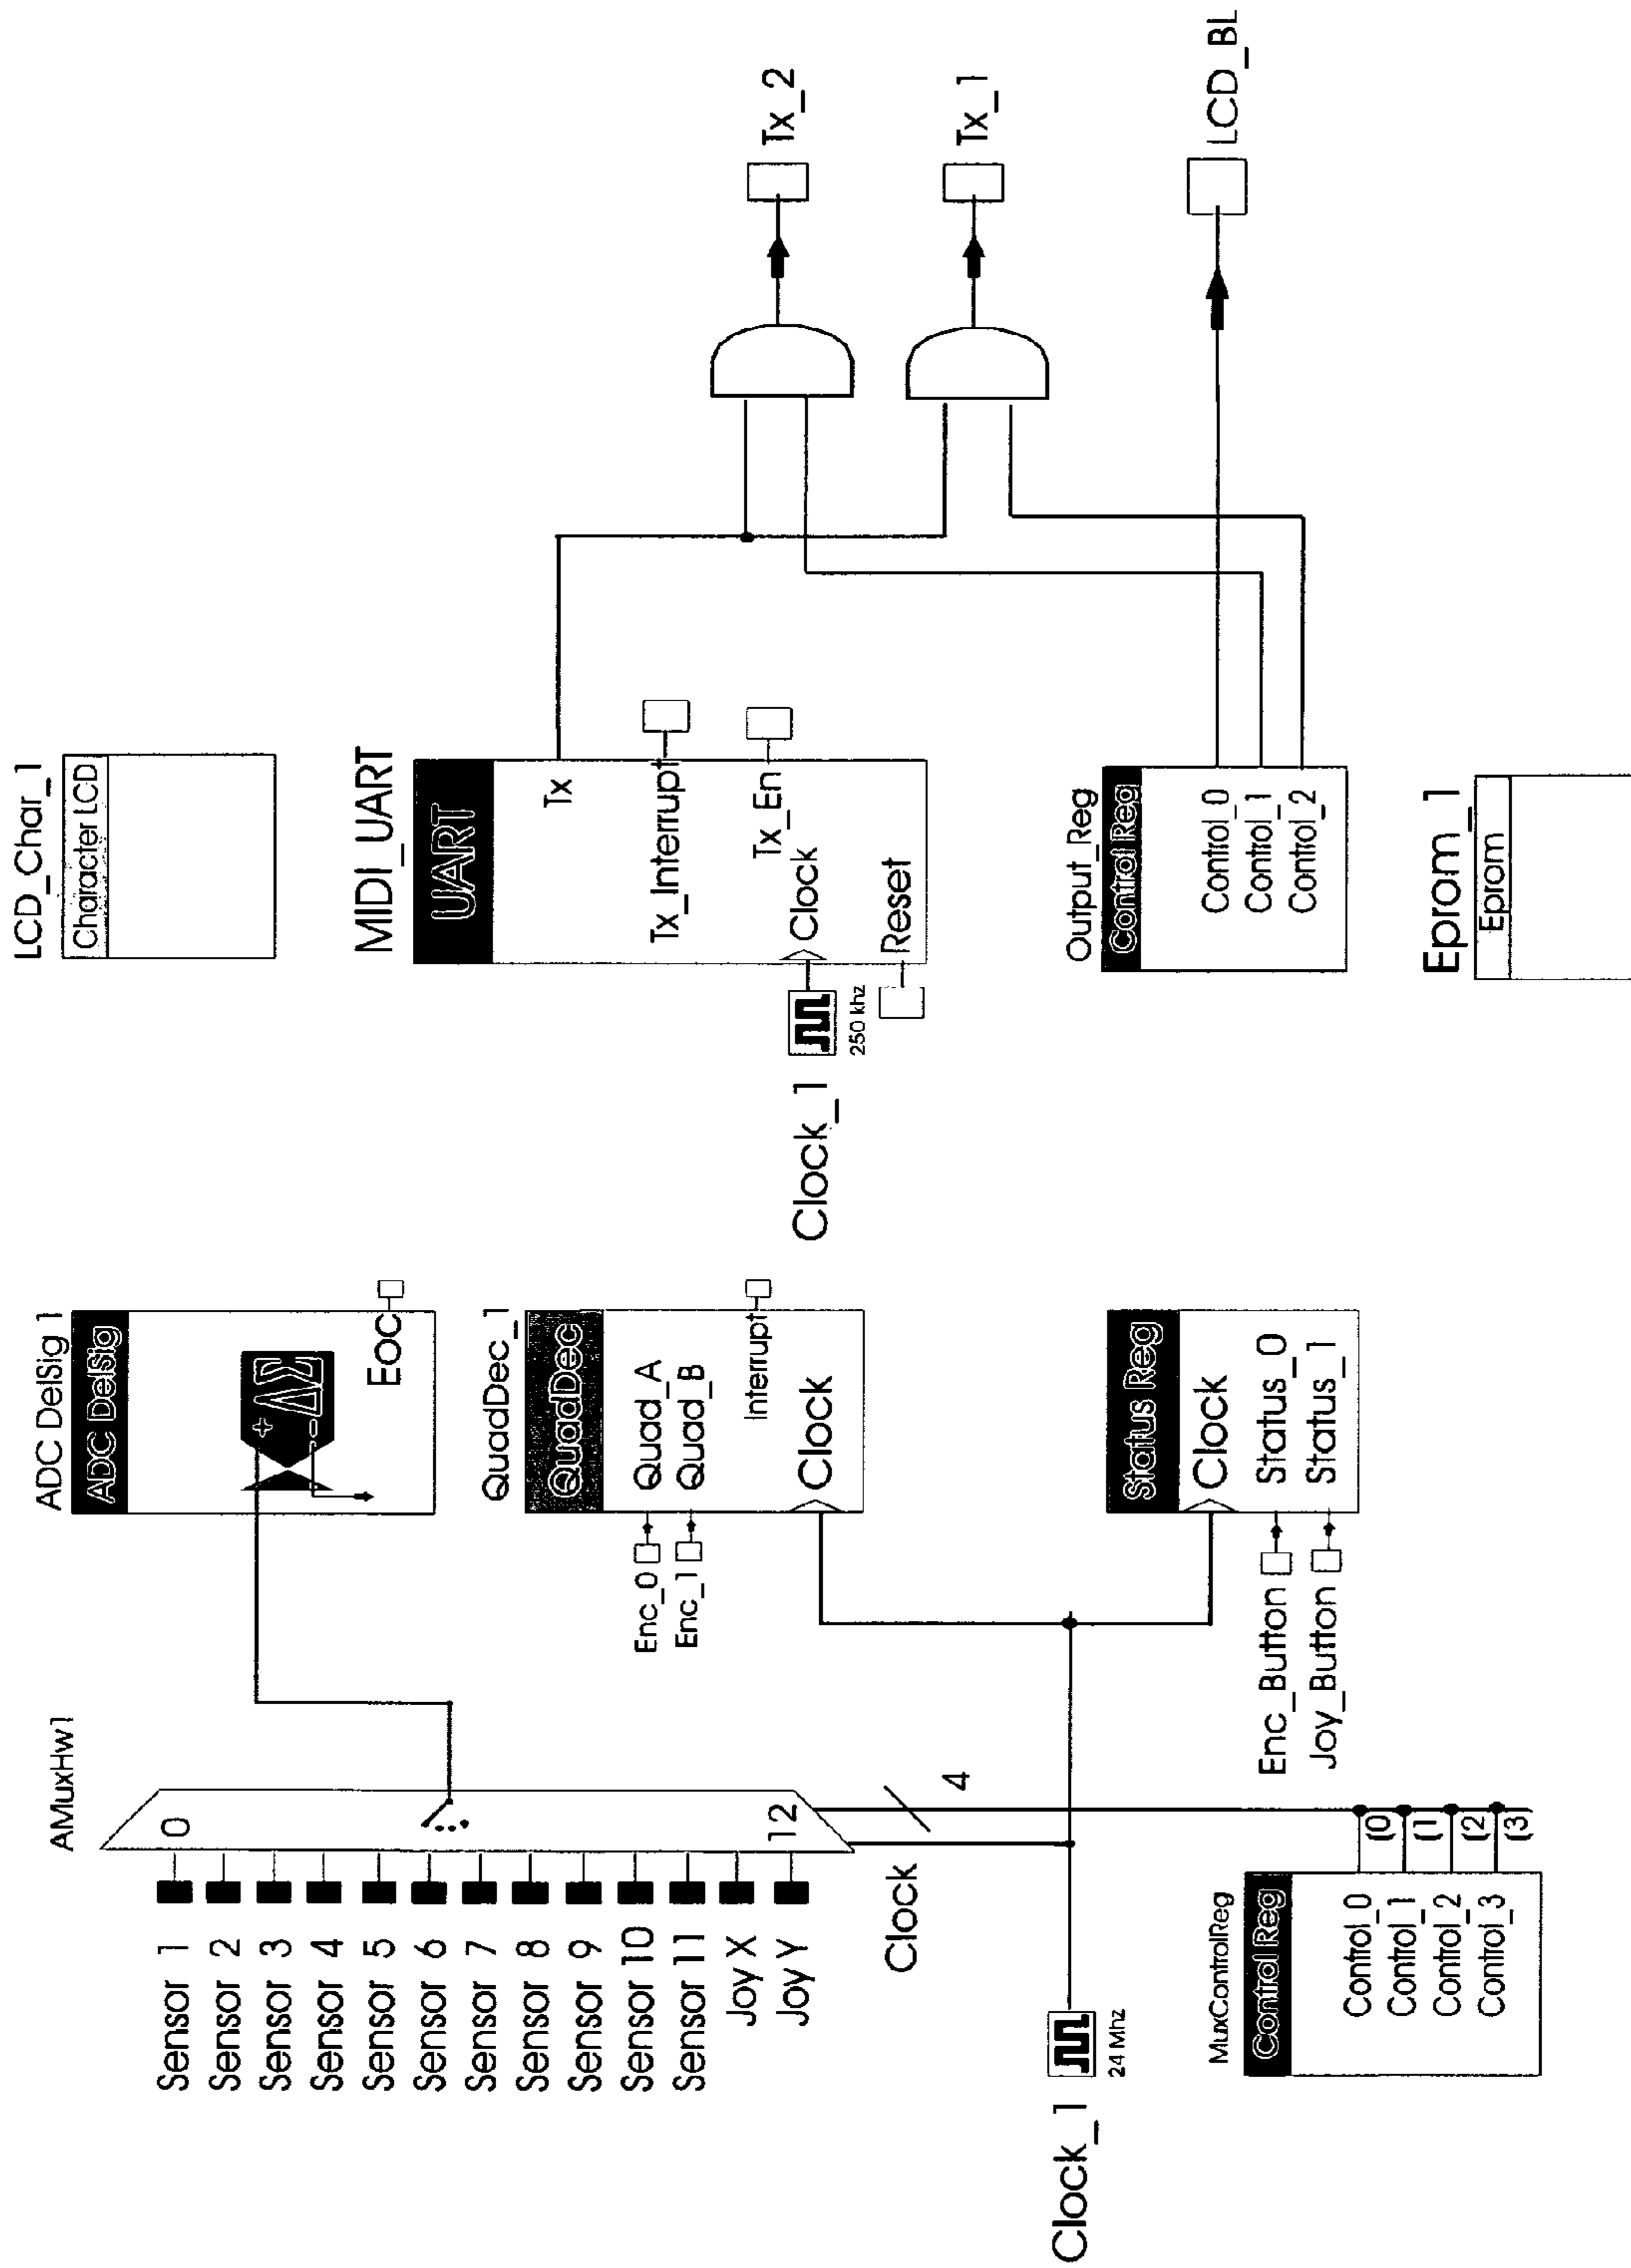 AMuxHw1
0
12
Sensor 1
Sensor 2
Sensor 3
Sensor 4
Sensor 5
Sensor 6
Sensor 7
Sensor 8
Sensor 9
Sensor 10
Sensor 11
Joy X
Joy Y
Clock
4
Clock_1
24 Mhz
MuxControlReg
Control Reg
Control_0
Control_1
Control_2
Control_3
(0
(1
(2
(3
ADC DelSig 1
ADC DelSig
+
-
ΔΣ
Eoc
QuadDec_1
QuadDec
Enc_0
Quad_A
Enc_1
Quad_B
Interrupt
Clock
Status Reg
Clock
Enc_Button
Status_0
Joy_Button
Status_1
LCD_Char_1
Character LCD
MIDI_UART
UART
Tx
Tx_Interrupt
Tx_En
Clock
Reset
Clock_1
250 khz
Output_Reg
Control Reg
Control_0
Control_1
Control_2
Eprom_1
Eprom
Tx_2
Tx_1
LCD_BL